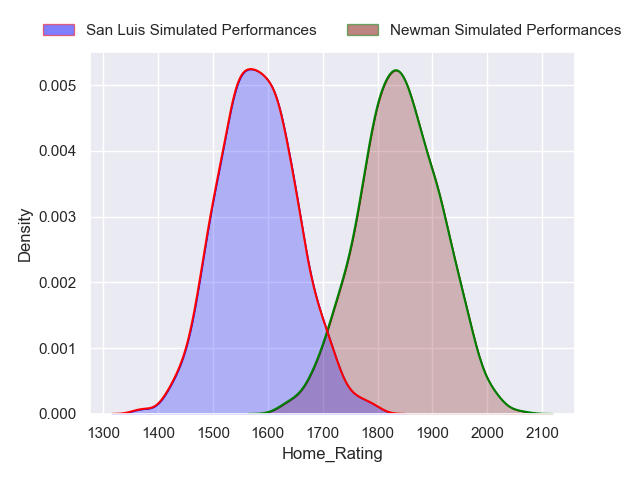 San Luis Simulated Performances
Newman Simulated Performances
0.005
0.004
0.003
0.002
0.001
0.000
Density
1300 1400 1500 1600 1700 1800 1900 2000 2100
Home_Rating